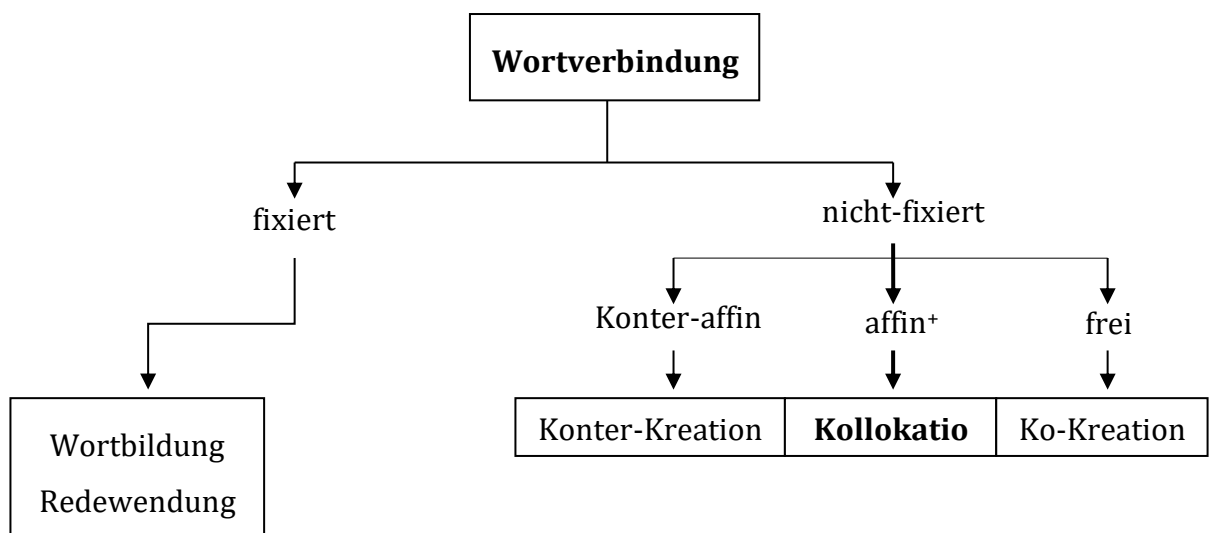 Wortverbindung
fixiert
nicht-fixiert
Konter-affin
affin⁺
frei
Wortbildung
Redewendung
Konter-Kreation
Kollokatio
Ko-Kreation